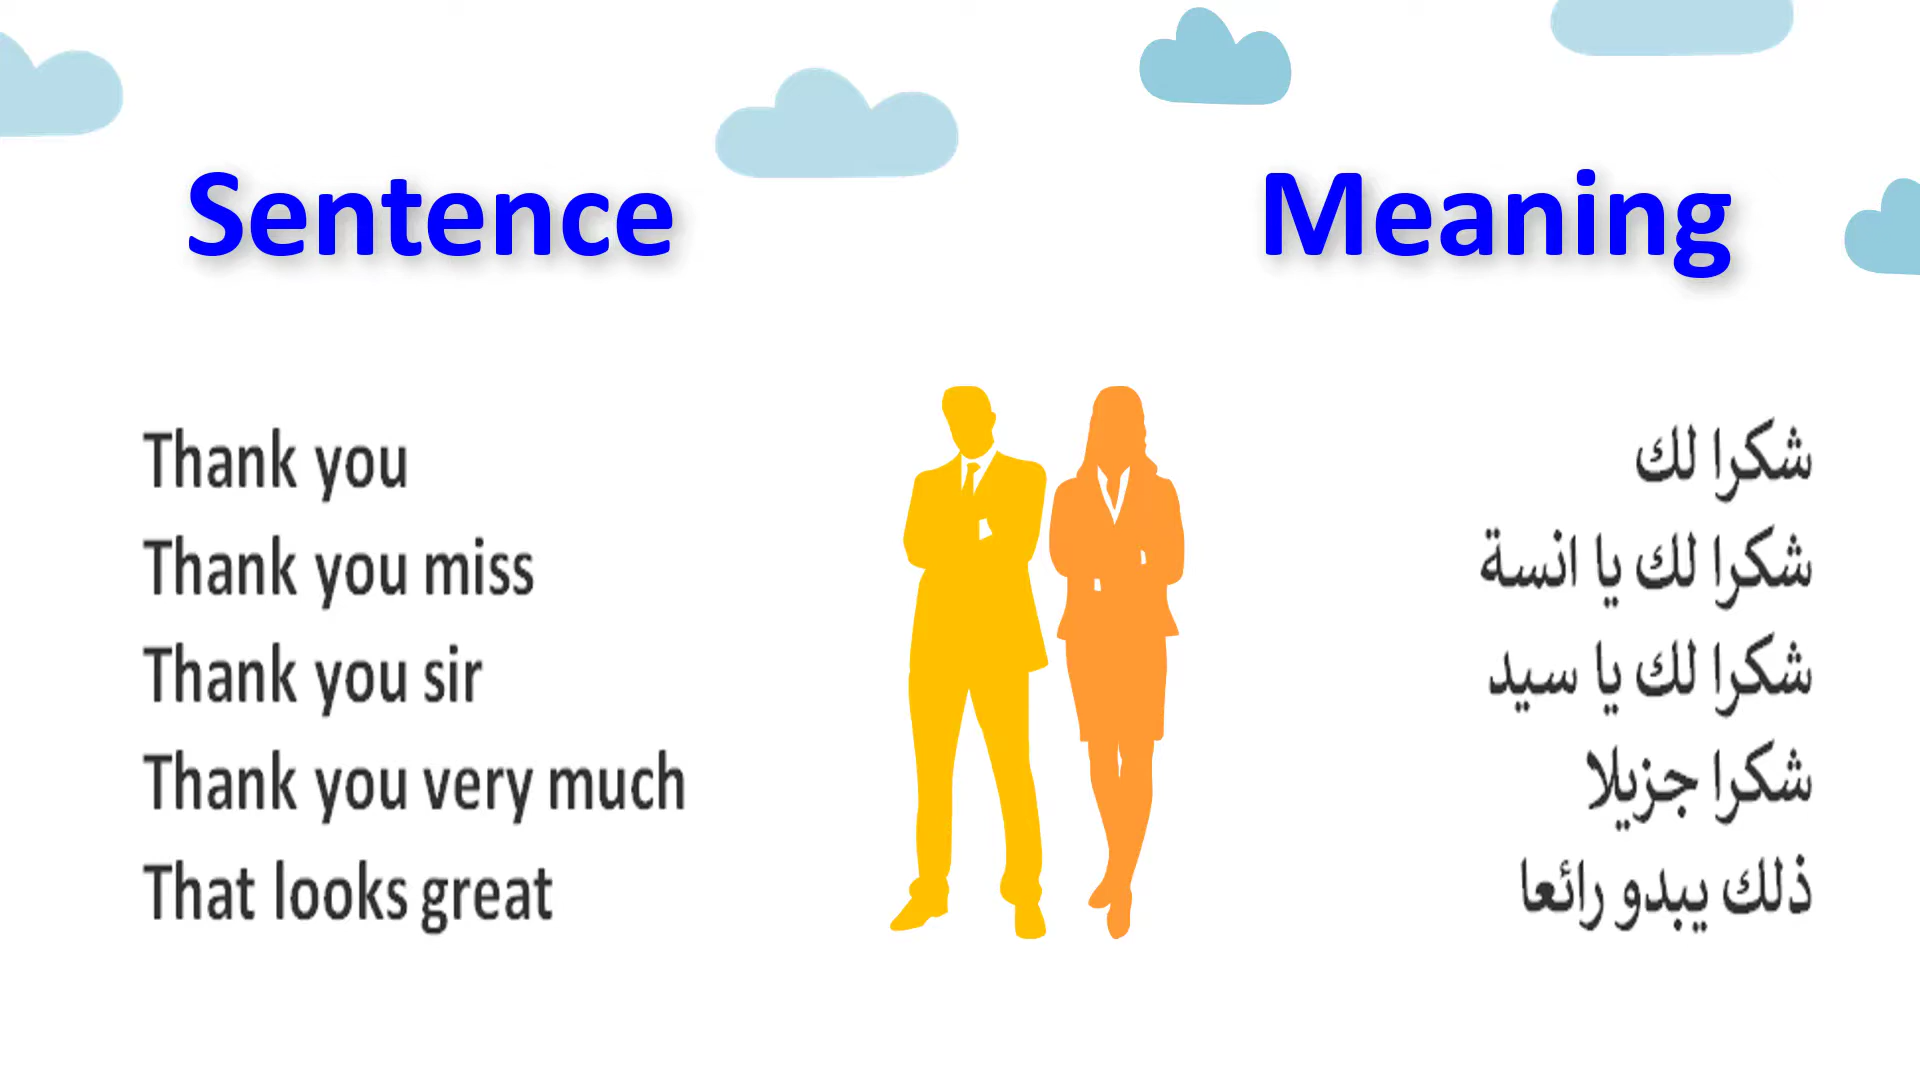 Sentence
Meaning
Thank you
شكرا لك
Thank you miss
شكرا لك يا انسة
Thank you sir
شكرا لك يا سيد
Thank you very much
شكرا جزيلا
That looks great
ذلك يبدو رائعا